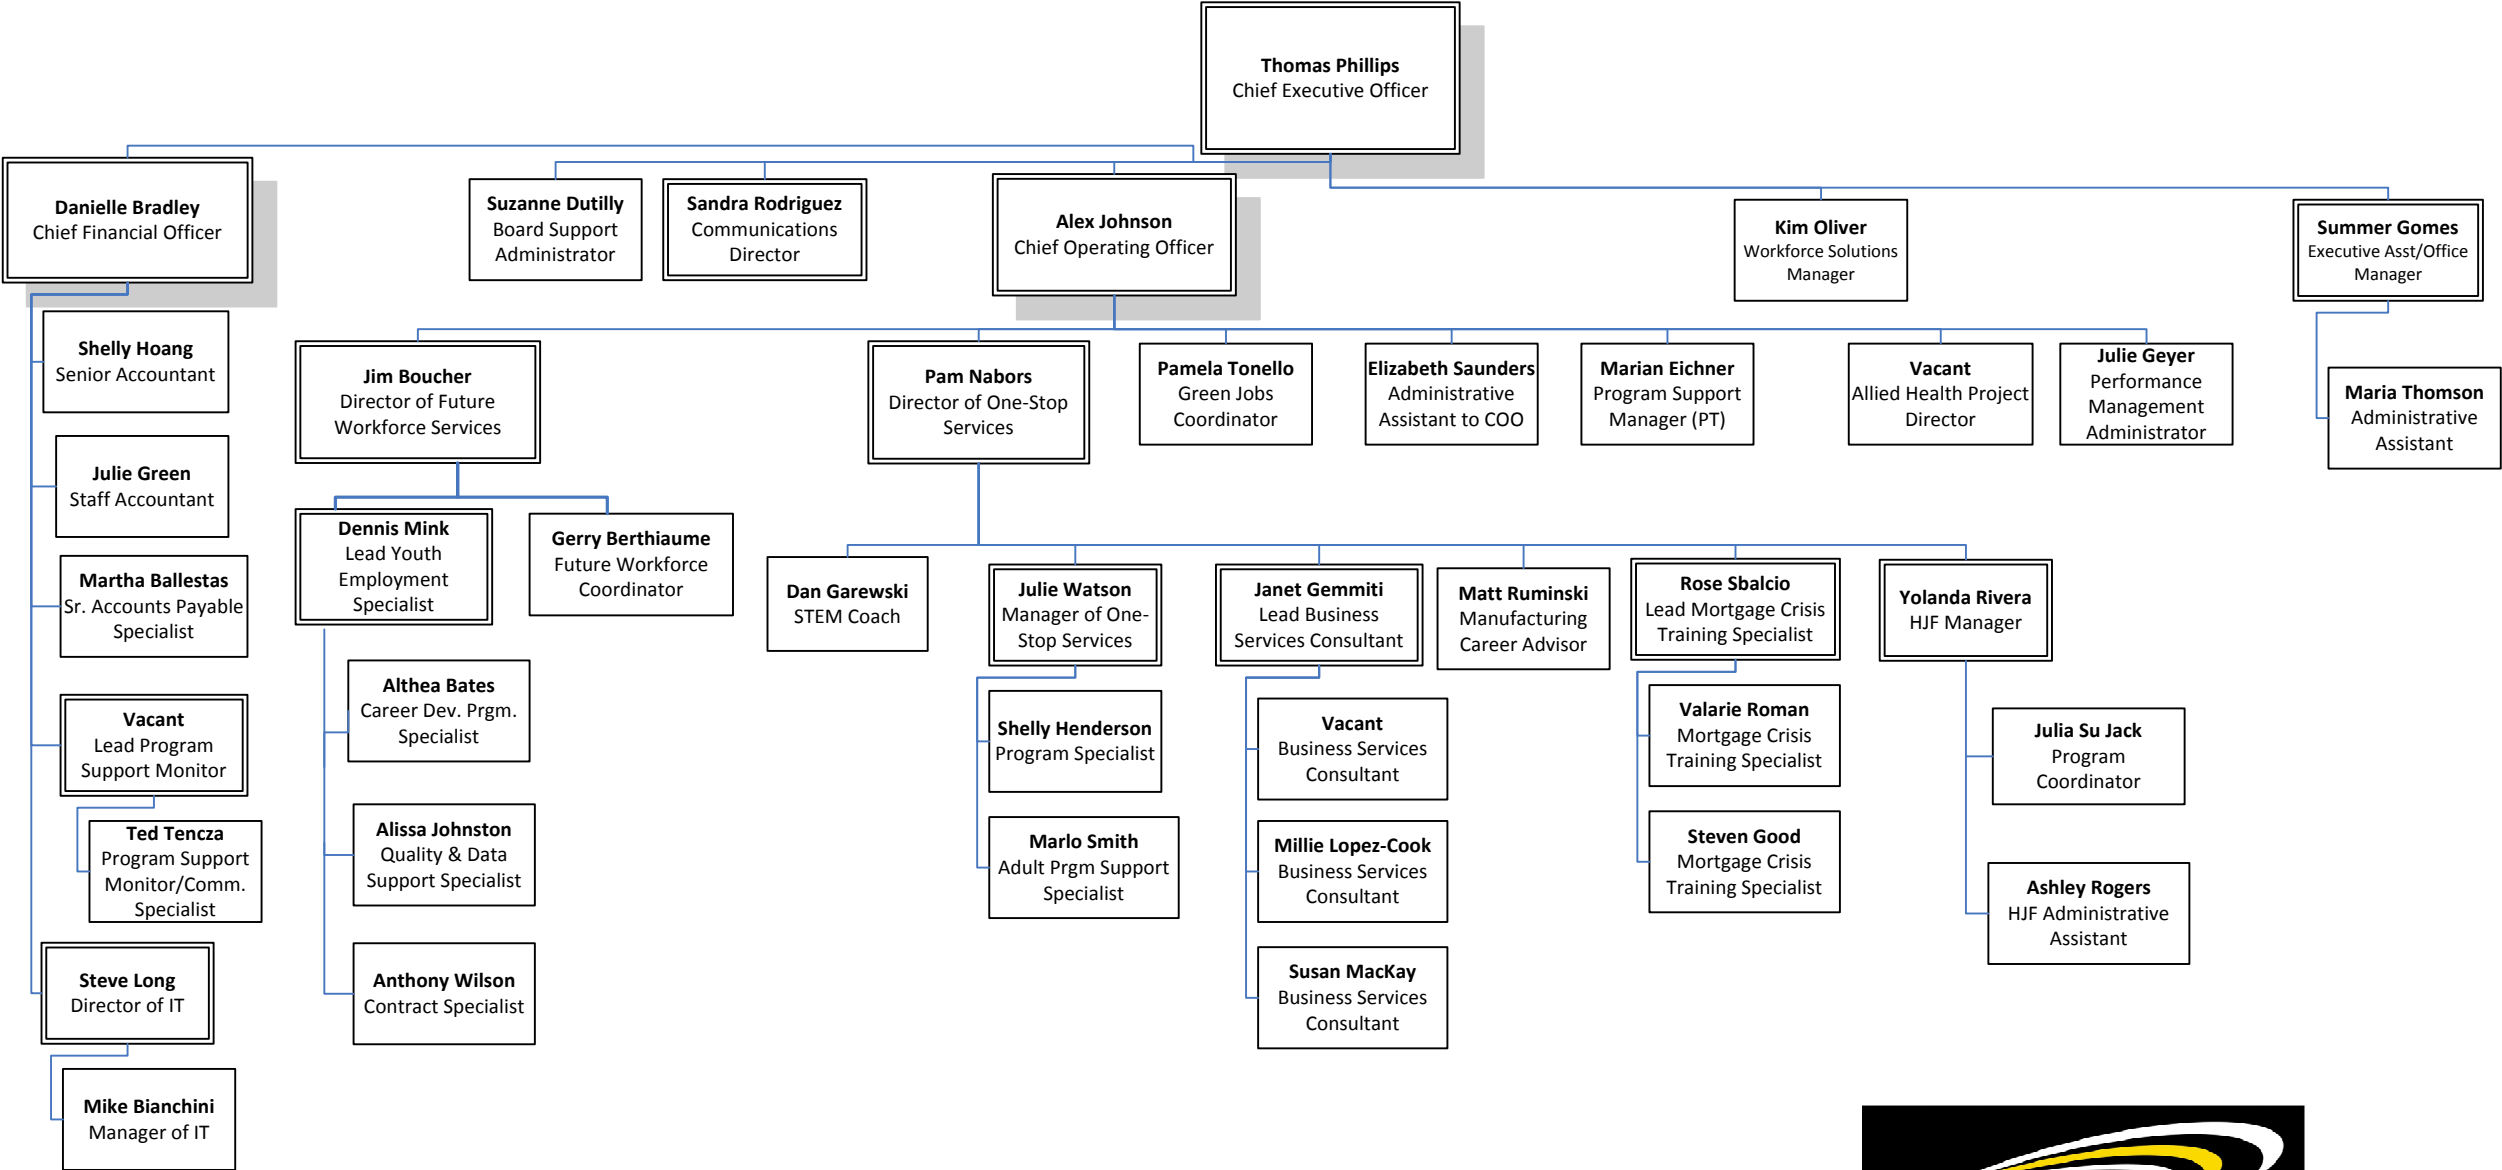 Thomas Phillips
Chief Executive Officer
Danielle Bradley
Chief Financial Officer
Suzanne Dutilly
Board Support
Administrator
Sandra Rodriguez
Communications
Director
Alex Johnson
Chief Operating Officer
Kim Oliver
Workforce Solutions
Manager
Summer Gomes
Executive Asst/Office
Manager
Shelly Hoang
Senior Accountant
Julie Green
Staff Accountant
Martha Ballestas
Sr. Accounts Payable
Specialist
Vacant
Lead Program
Support Monitor
Ted Tencza
Program Support
Monitor/Comm.
Specialist
Steve Long
Director of IT
Mike Bianchini
Manager of IT
Jim Boucher
Director of Future
Workforce Services
Pam Nabors
Director of One-Stop
Services
Pamela Tonello
Green Jobs
Coordinator
Elizabeth Saunders
Administrative
Assistant to COO
Marian Eichner
Program Support
Manager (PT)
Vacant
Allied Health Project
Director
Julie Geyer
Performance
Management
Administrator
Maria Thomson
Administrative
Assistant
Dennis Mink
Lead Youth
Employment
Specialist
Gerry Berthiaume
Future Workforce
Coordinator
Althea Bates
Career Dev. Prgm.
Specialist
Alissa Johnston
Quality & Data
Support Specialist
Anthony Wilson
Contract Specialist
Dan Garewski
STEM Coach
Julie Watson
Manager of One-
Stop Services
Janet Gemmiti
Lead Business
Services Consultant
Matt Ruminski
Manufacturing
Career Advisor
Rose Sbalcio
Lead Mortgage Crisis
Training Specialist
Yolanda Rivera
HJF Manager
Shelly Henderson
Program Specialist
Marlo Smith
Adult Prgm Support
Specialist
Vacant
Business Services
Consultant
Millie Lopez-Cook
Business Services
Consultant
Susan MacKay
Business Services
Consultant
Valarie Roman
Mortgage Crisis
Training Specialist
Steven Good
Mortgage Crisis
Training Specialist
Julia Su Jack
Program
Coordinator
Ashley Rogers
HJF Administrative
Assistant